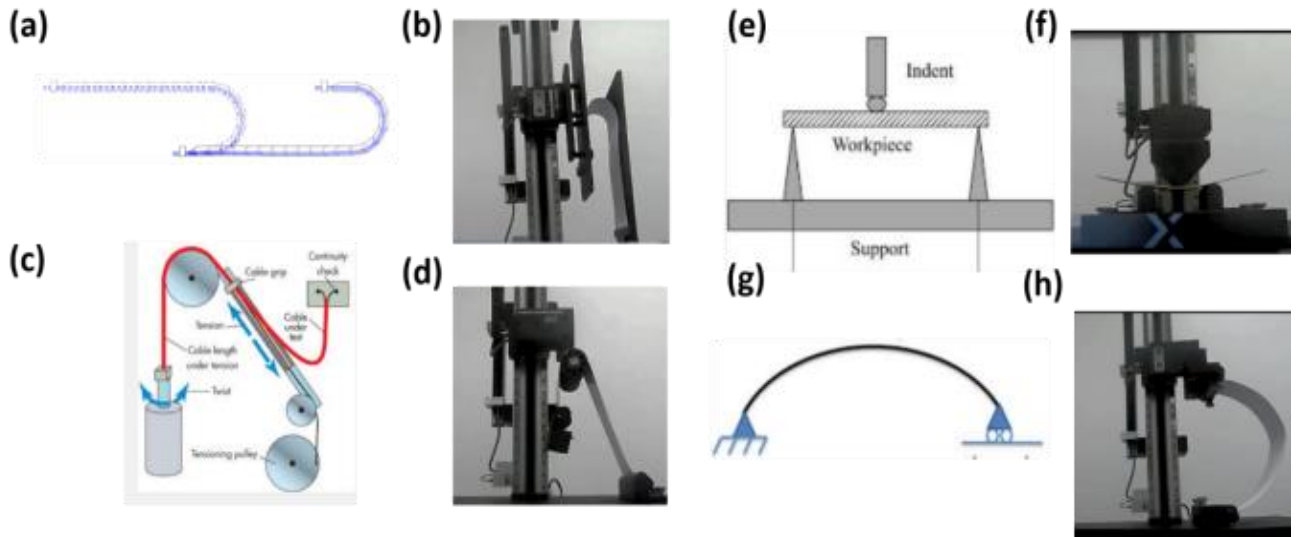 (a)
(b)
(c)
Cable grip
Continuity
check
Tension
Cable
under
test
Cable length
under tension
Twist
Tensioning pulley
(d)
(e)
Indent
Workpiece
Support
(f)
(g)
(h)